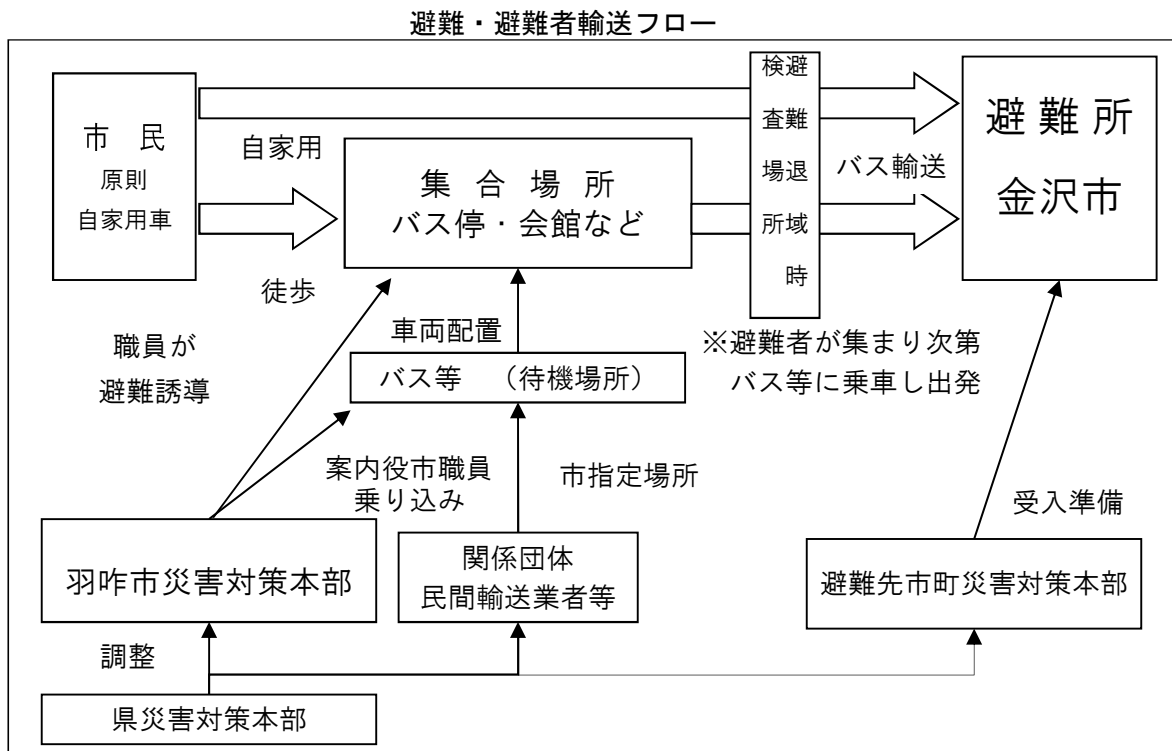 避難・避難者輸送フロー
市　民
原則
自家用車
自家用
徒歩
集 合 場 所
バス停・会館など
避難退域時
検査場所
バス輸送
避 難 所
金沢市
職員が
避難誘導
車両配置
バス等　（待機場所）
※避難者が集まり次第
バス等に乗車し出発
案内役市職員
乗り込み
市指定場所
受入準備
羽咋市災害対策本部
関係団体
民間輸送業者等
避難先市町災害対策本部
調整
県災害対策本部